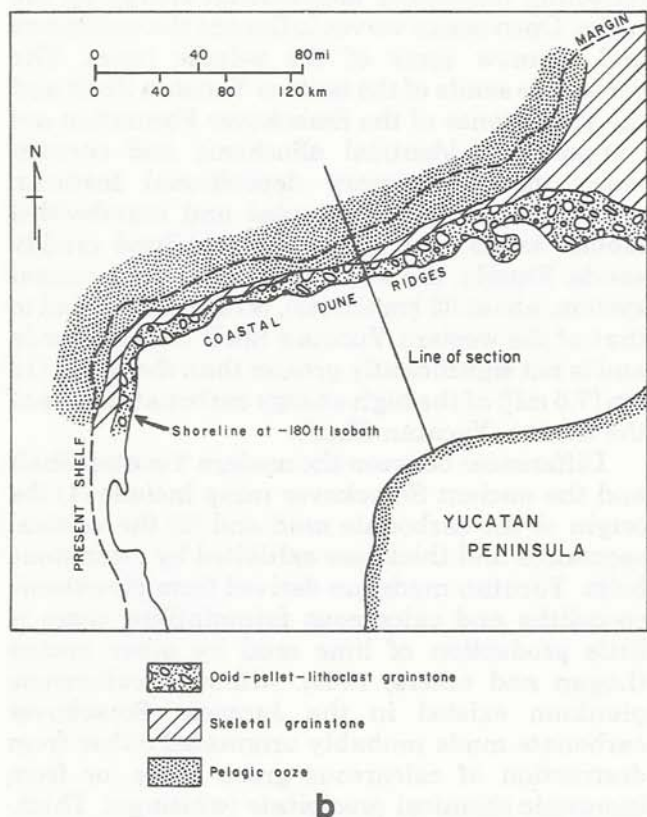 0 40 80 mi
0 40 80 120 km
MARGIN
N
COASTAL DUNE RIDGES
Line of section
Shoreline at -180 ft Isobath
PRESENT SHELF
YUCATAN
PENINSULA
Ooid-pellet-lithoclast grainstone
Skeletal grainstone
Pelagic ooze
b